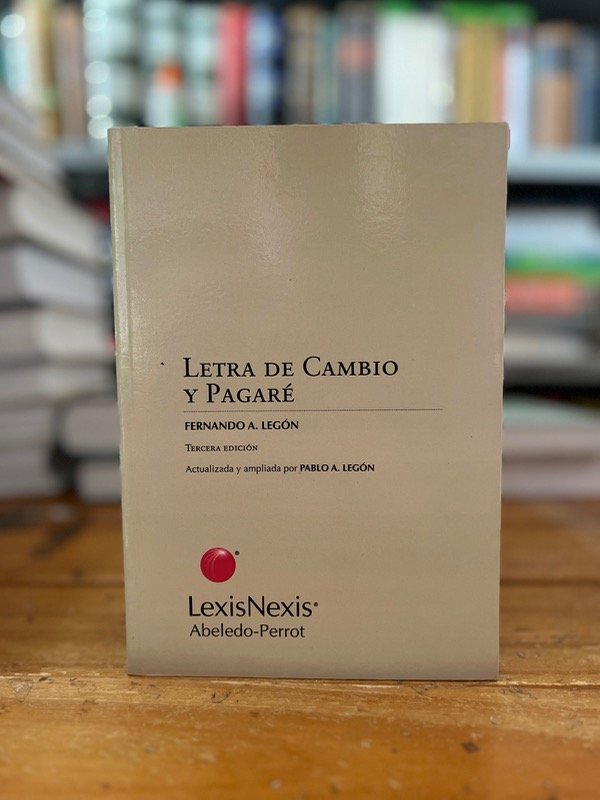 LETRA DE CAMBIO
Y PAGARÉ
FERNANDO A. LEGÓN
TERCERA EDICIÓN
Actualizada y ampliada por PABLO A. LEGÓN
LexisNexis®
Abeledo-Perrot